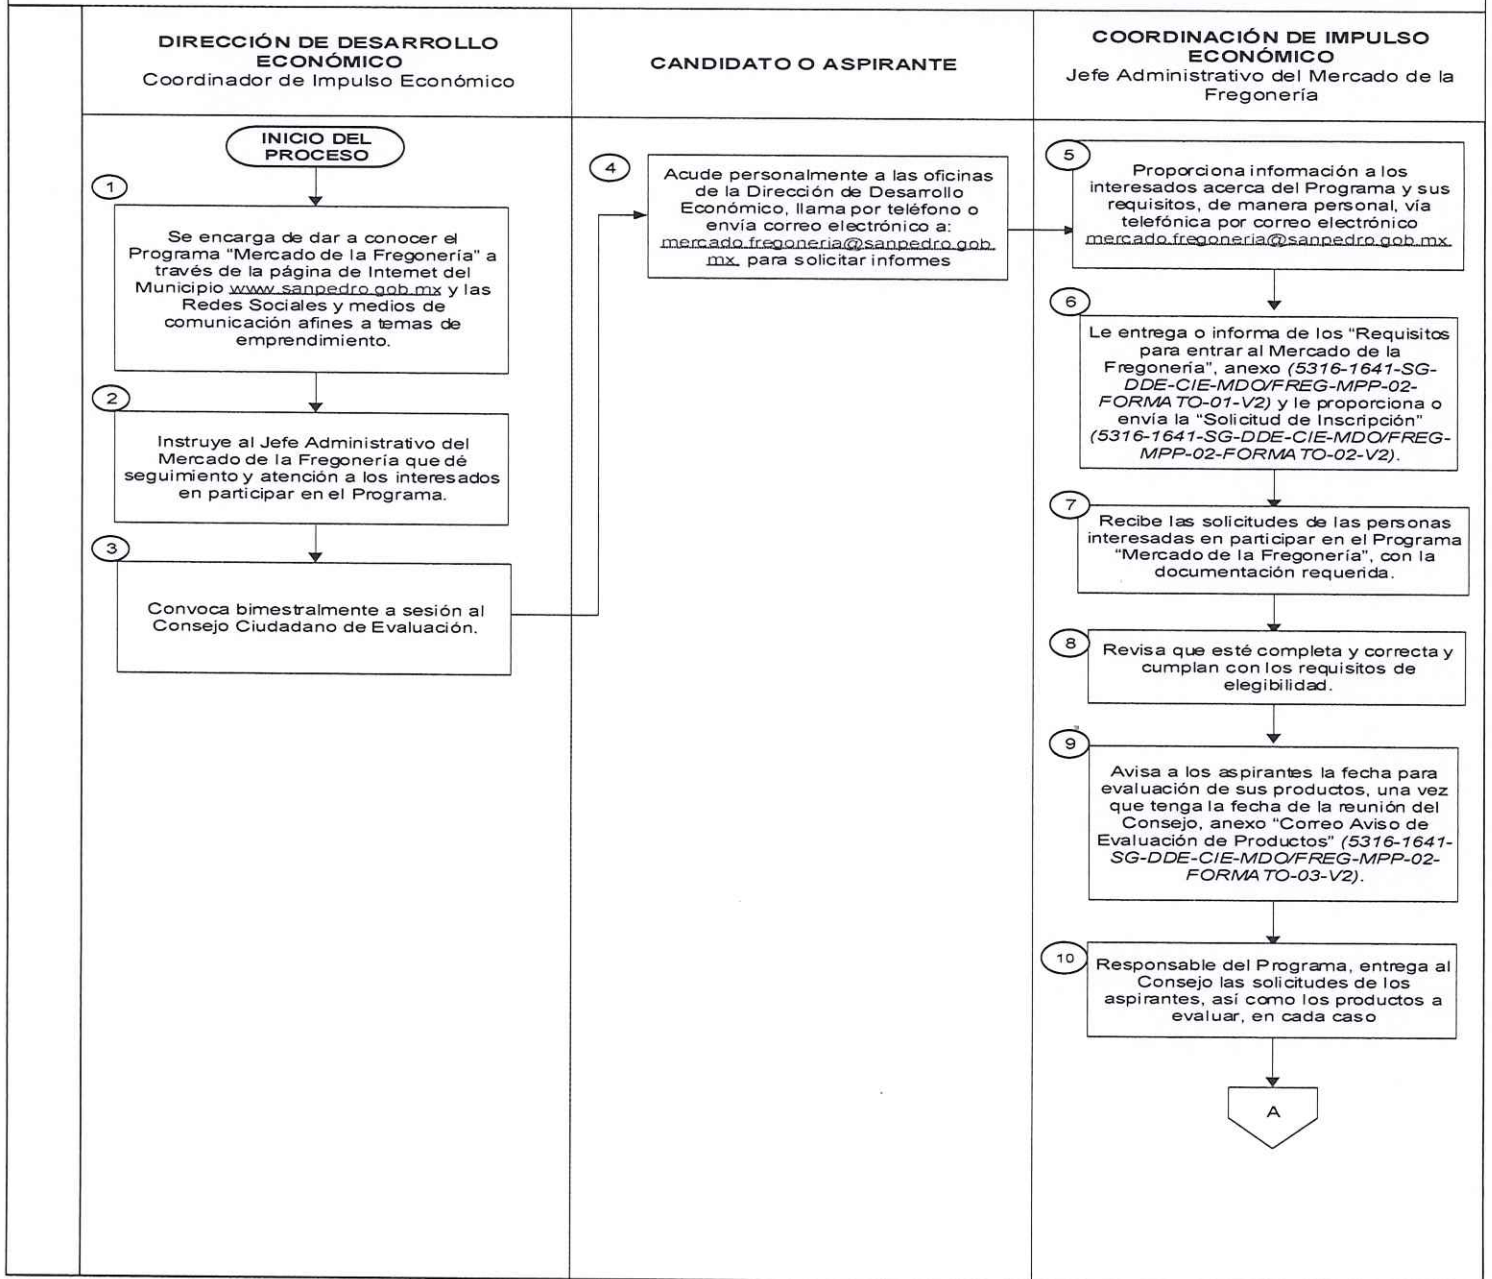 DIRECCIÓN DE DESARROLLO
ECONÓMICO
Coordinador de Impulso Económico
CANDIDATO O ASPIRANTE
COORDINACIÓN DE IMPULSO
ECONÓMICO
Jefe Administrativo del Mercado de la
Fregonería
INICIO DEL
PROCESO
1
Se encarga de dar a conocer el
Programa “Mercado de la Fregonería” a
través de la página de Internet del
Municipio www.sanpedro.gob.mx y las
Redes Sociales y medios de
comunicación afines a temas de
emprendimiento.
2
Instruye al Jefe Administrativo del
Mercado de la Fregonería que dé
seguimiento y atención a los interesados
en participar en el Programa.
3
Convoca bimestralmente a sesión al
Consejo Ciudadano de Evaluación.
4
Acude personalmente a las oficinas
de la Dirección de Desarrollo
Económico, llama por teléfono o
envía correo electrónico a:
mercado.fregoneria@sanpedro.gob.
mx para solicitar informes
5
Proporciona información a los
interesados acerca del Programa y sus
requisitos, de manera personal, vía
telefónica por correo electrónico
mercado.fregoneria@sanpedro.gob.mx
6
Le entrega o informa de los “Requisitos
para entrar al Mercado de la
Fregonería”, anexo (5316-1641-SG-
DDE-CIE-MDO/FREG-MPP-02-
FORMATO-01-V2) y le proporciona o
envía la “Solicitud de Inscripción”
(5316-1641-SG-DDE-CIE-MDO/FREG-
MPP-02-FORMATO-02-V2).
7
Recibe las solicitudes de las personas
interesadas en participar en el Programa
“Mercado de la Fregonería”, con la
documentación requerida.
8
Revisa que esté completa y correcta y
cumplan con los requisitos de
elegibilidad.
9
Avisa a los aspirantes la fecha para
evaluación de sus productos, una vez
que tenga la fecha de la reunión del
Consejo, anexo “Correo Aviso de
Evaluación de Productos” (5316-1641-
SG-DDE-CIE-MDO/FREG-MPP-02-
FORMATO-03-V2).
10
Responsable del Programa, entrega al
Consejo las solicitudes de los
aspirantes, así como los productos a
evaluar, en cada caso
A